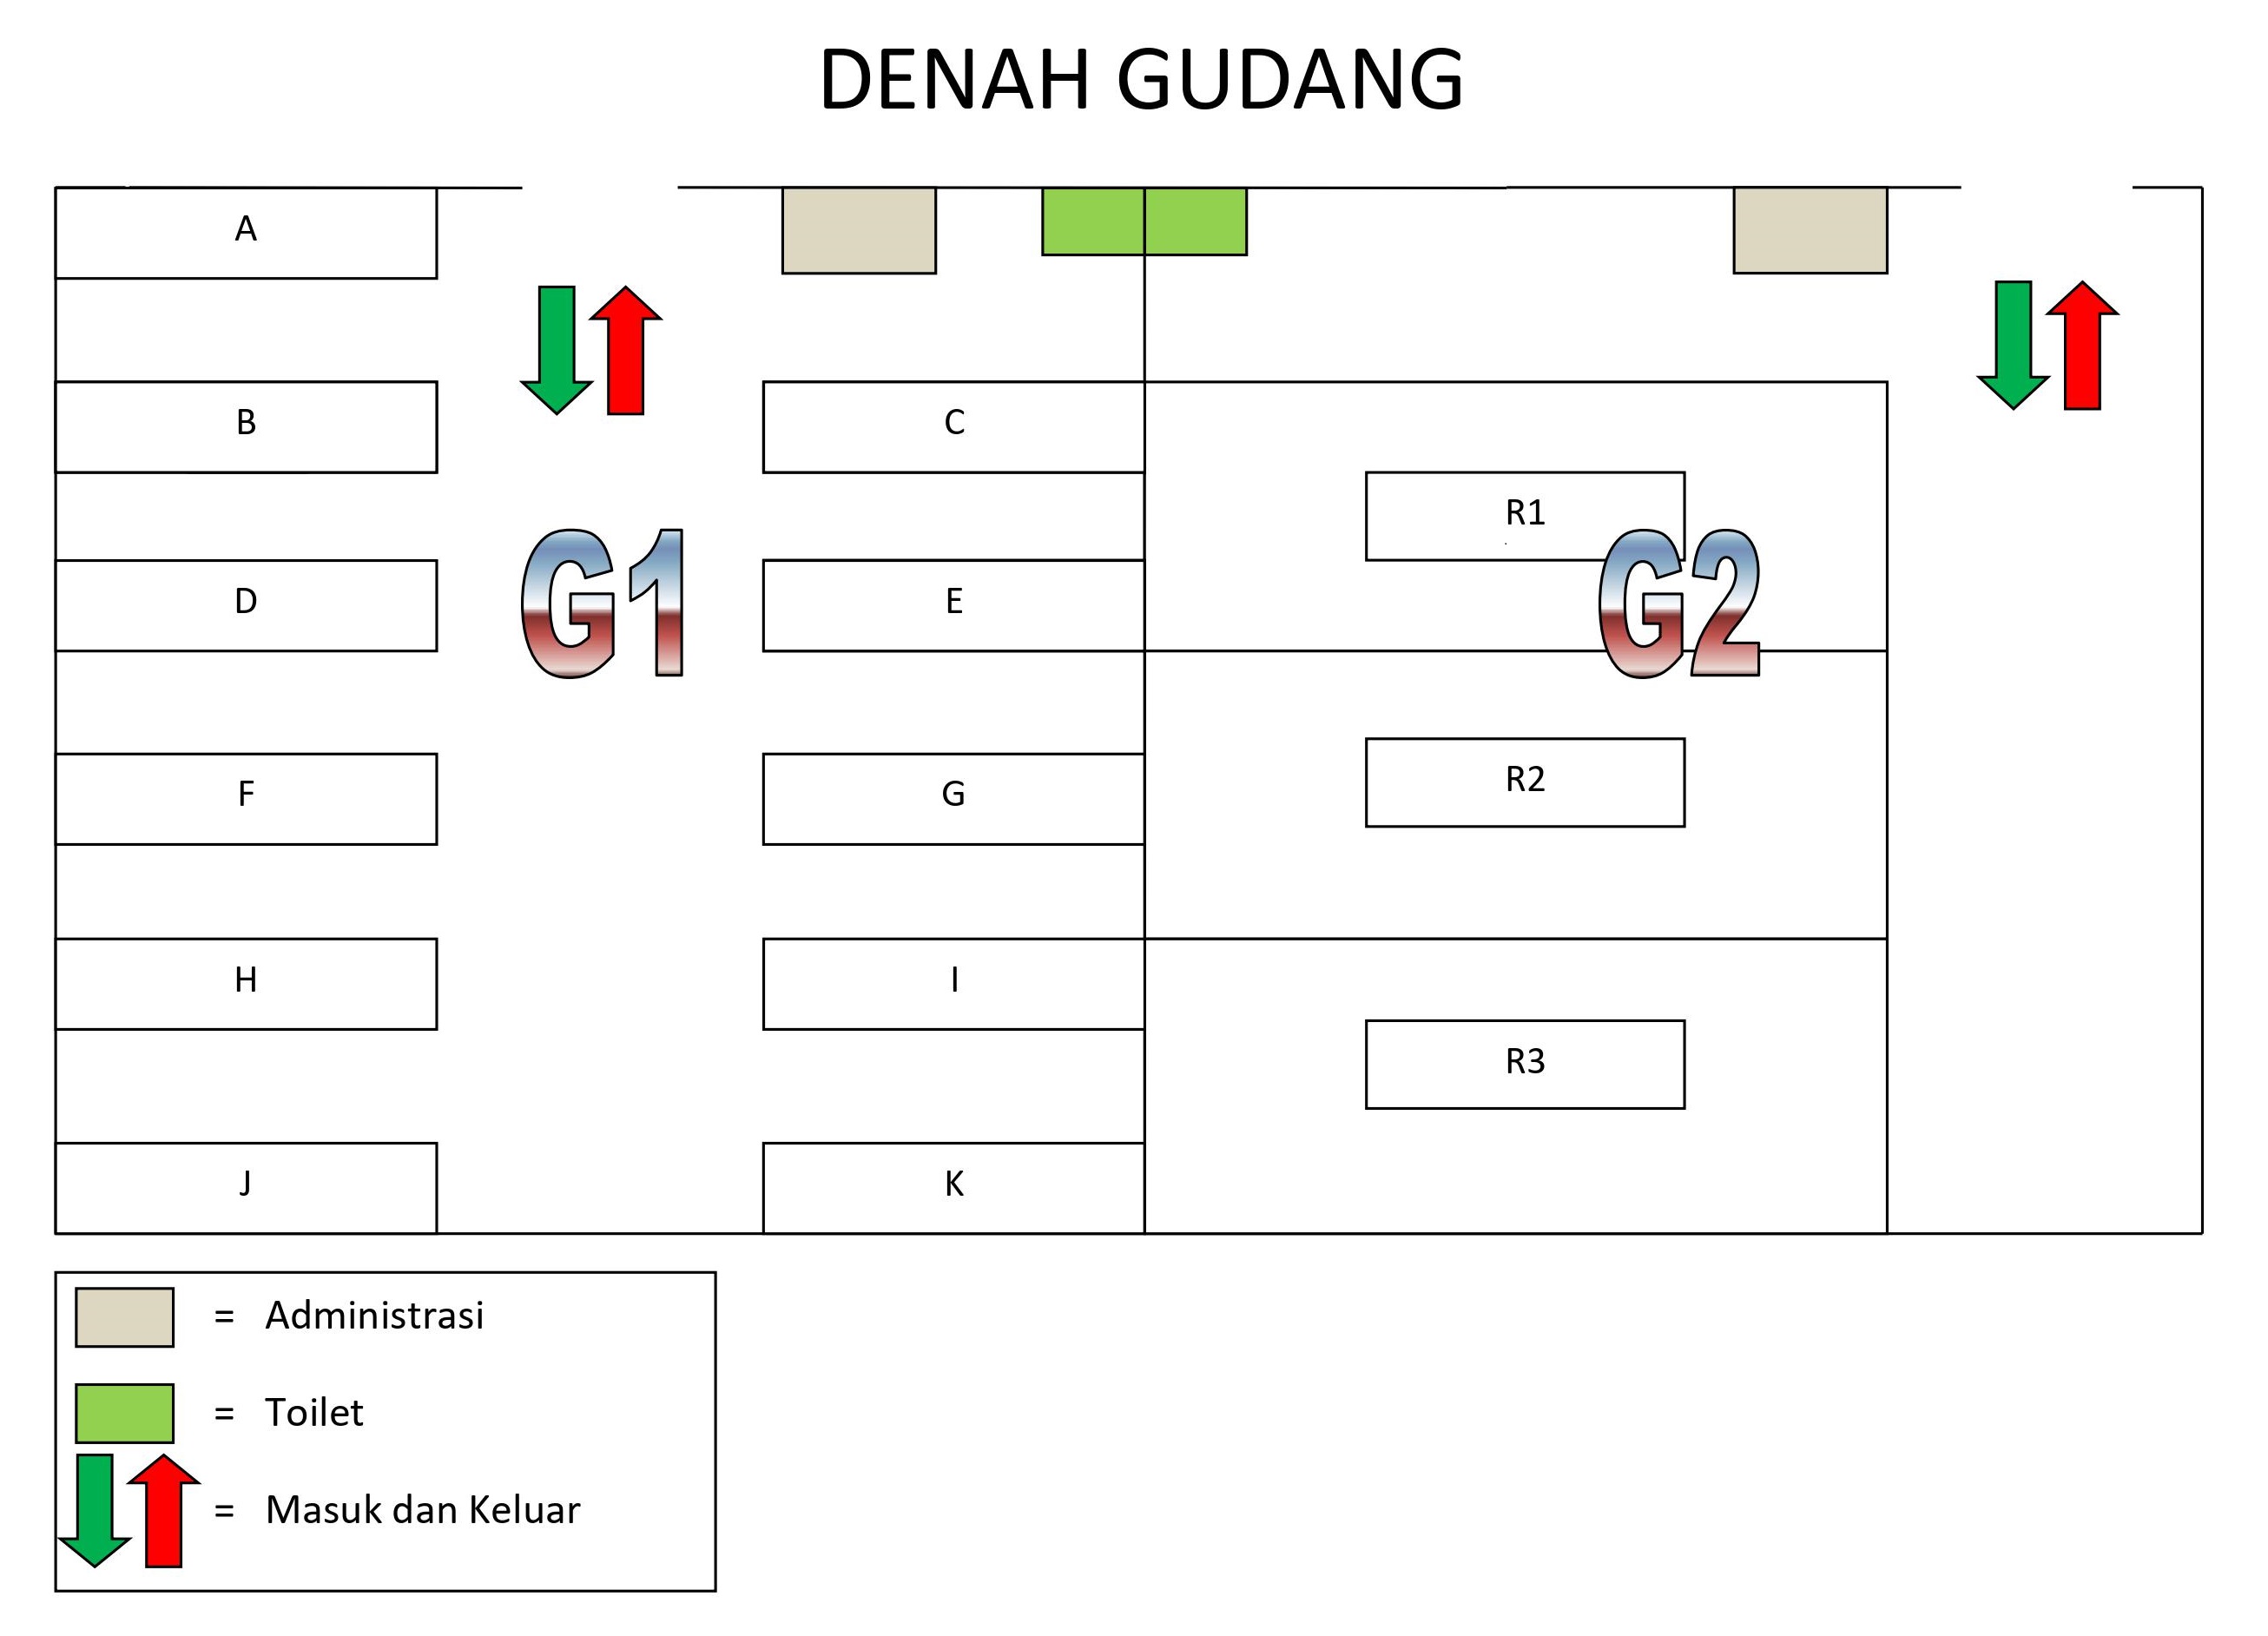 DENAH GUDANG
A
B
C
R1
D
E
G1
G2
F
G
R2
H
I
R3
J
K
= Administrasi
= Toilet
= Masuk dan Keluar